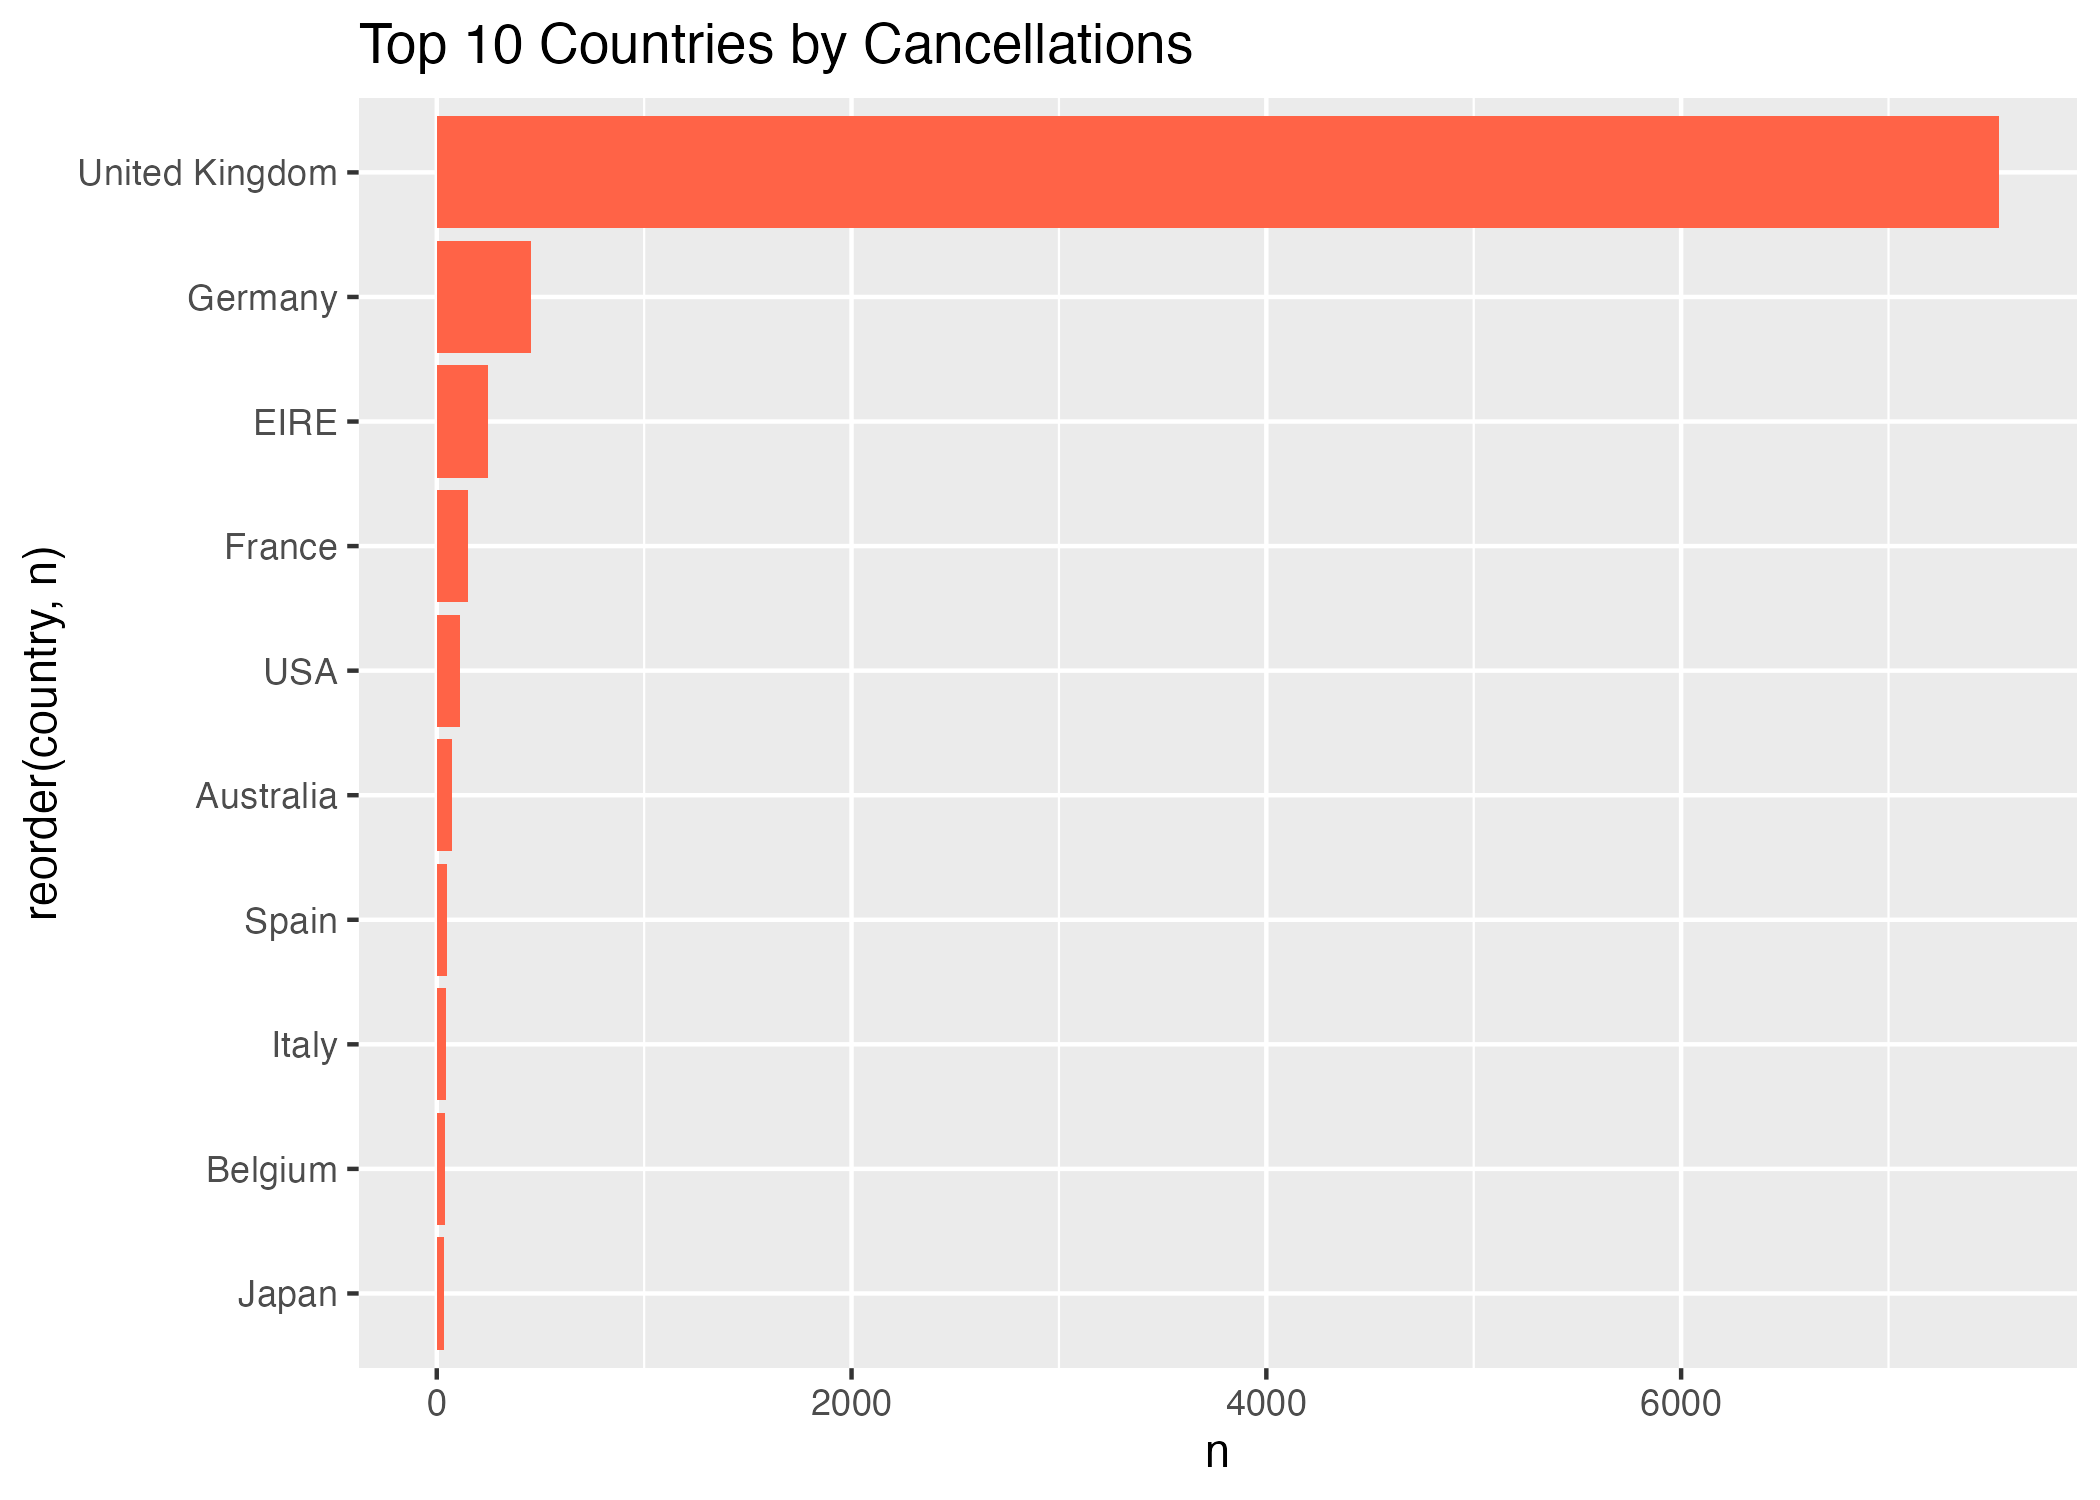 Top 10 Countries by Cancellations
United Kingdom
Germany
EIRE
France
USA
Australia
Spain
Italy
Belgium
Japan
reorder(country, n)
0 2000 4000 6000
n